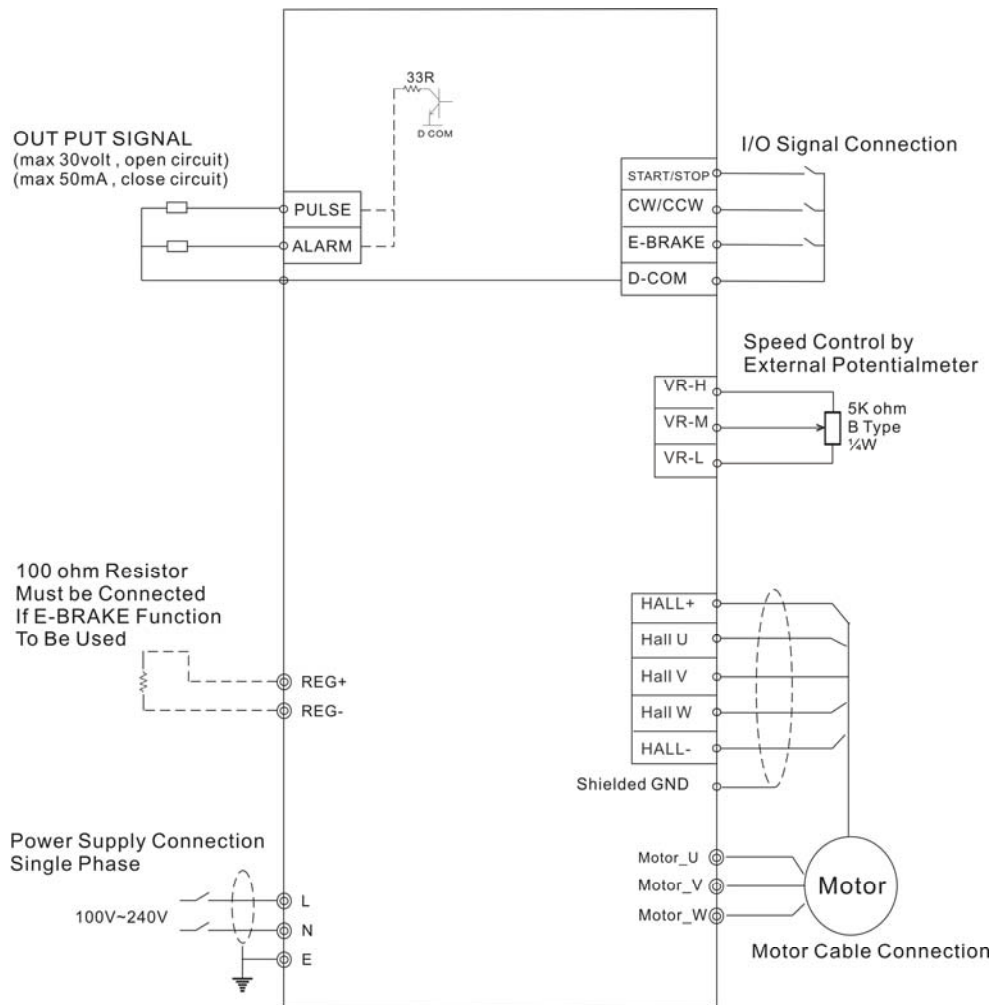 33R
D COM
OUT PUT SIGNAL
(max 30volt , open circuit)
(max 50mA , close circuit)
PULSE
ALARM
I/O Signal Connection
START/STOP
CW/CCW
E-BRAKE
D-COM
Speed Control by
External Potentialmeter
VR-H
VR-M
VR-L
5K ohm
B Type
¼W
100 ohm Resistor
Must be Connected
If E-BRAKE Function
To Be Used
REG+
REG-
HALL+
Hall U
Hall V
Hall W
HALL-
Shielded GND
Power Supply Connection
Single Phase
100V~240V
L
N
E
Motor_U
Motor_V
Motor_W
Motor
Motor Cable Connection